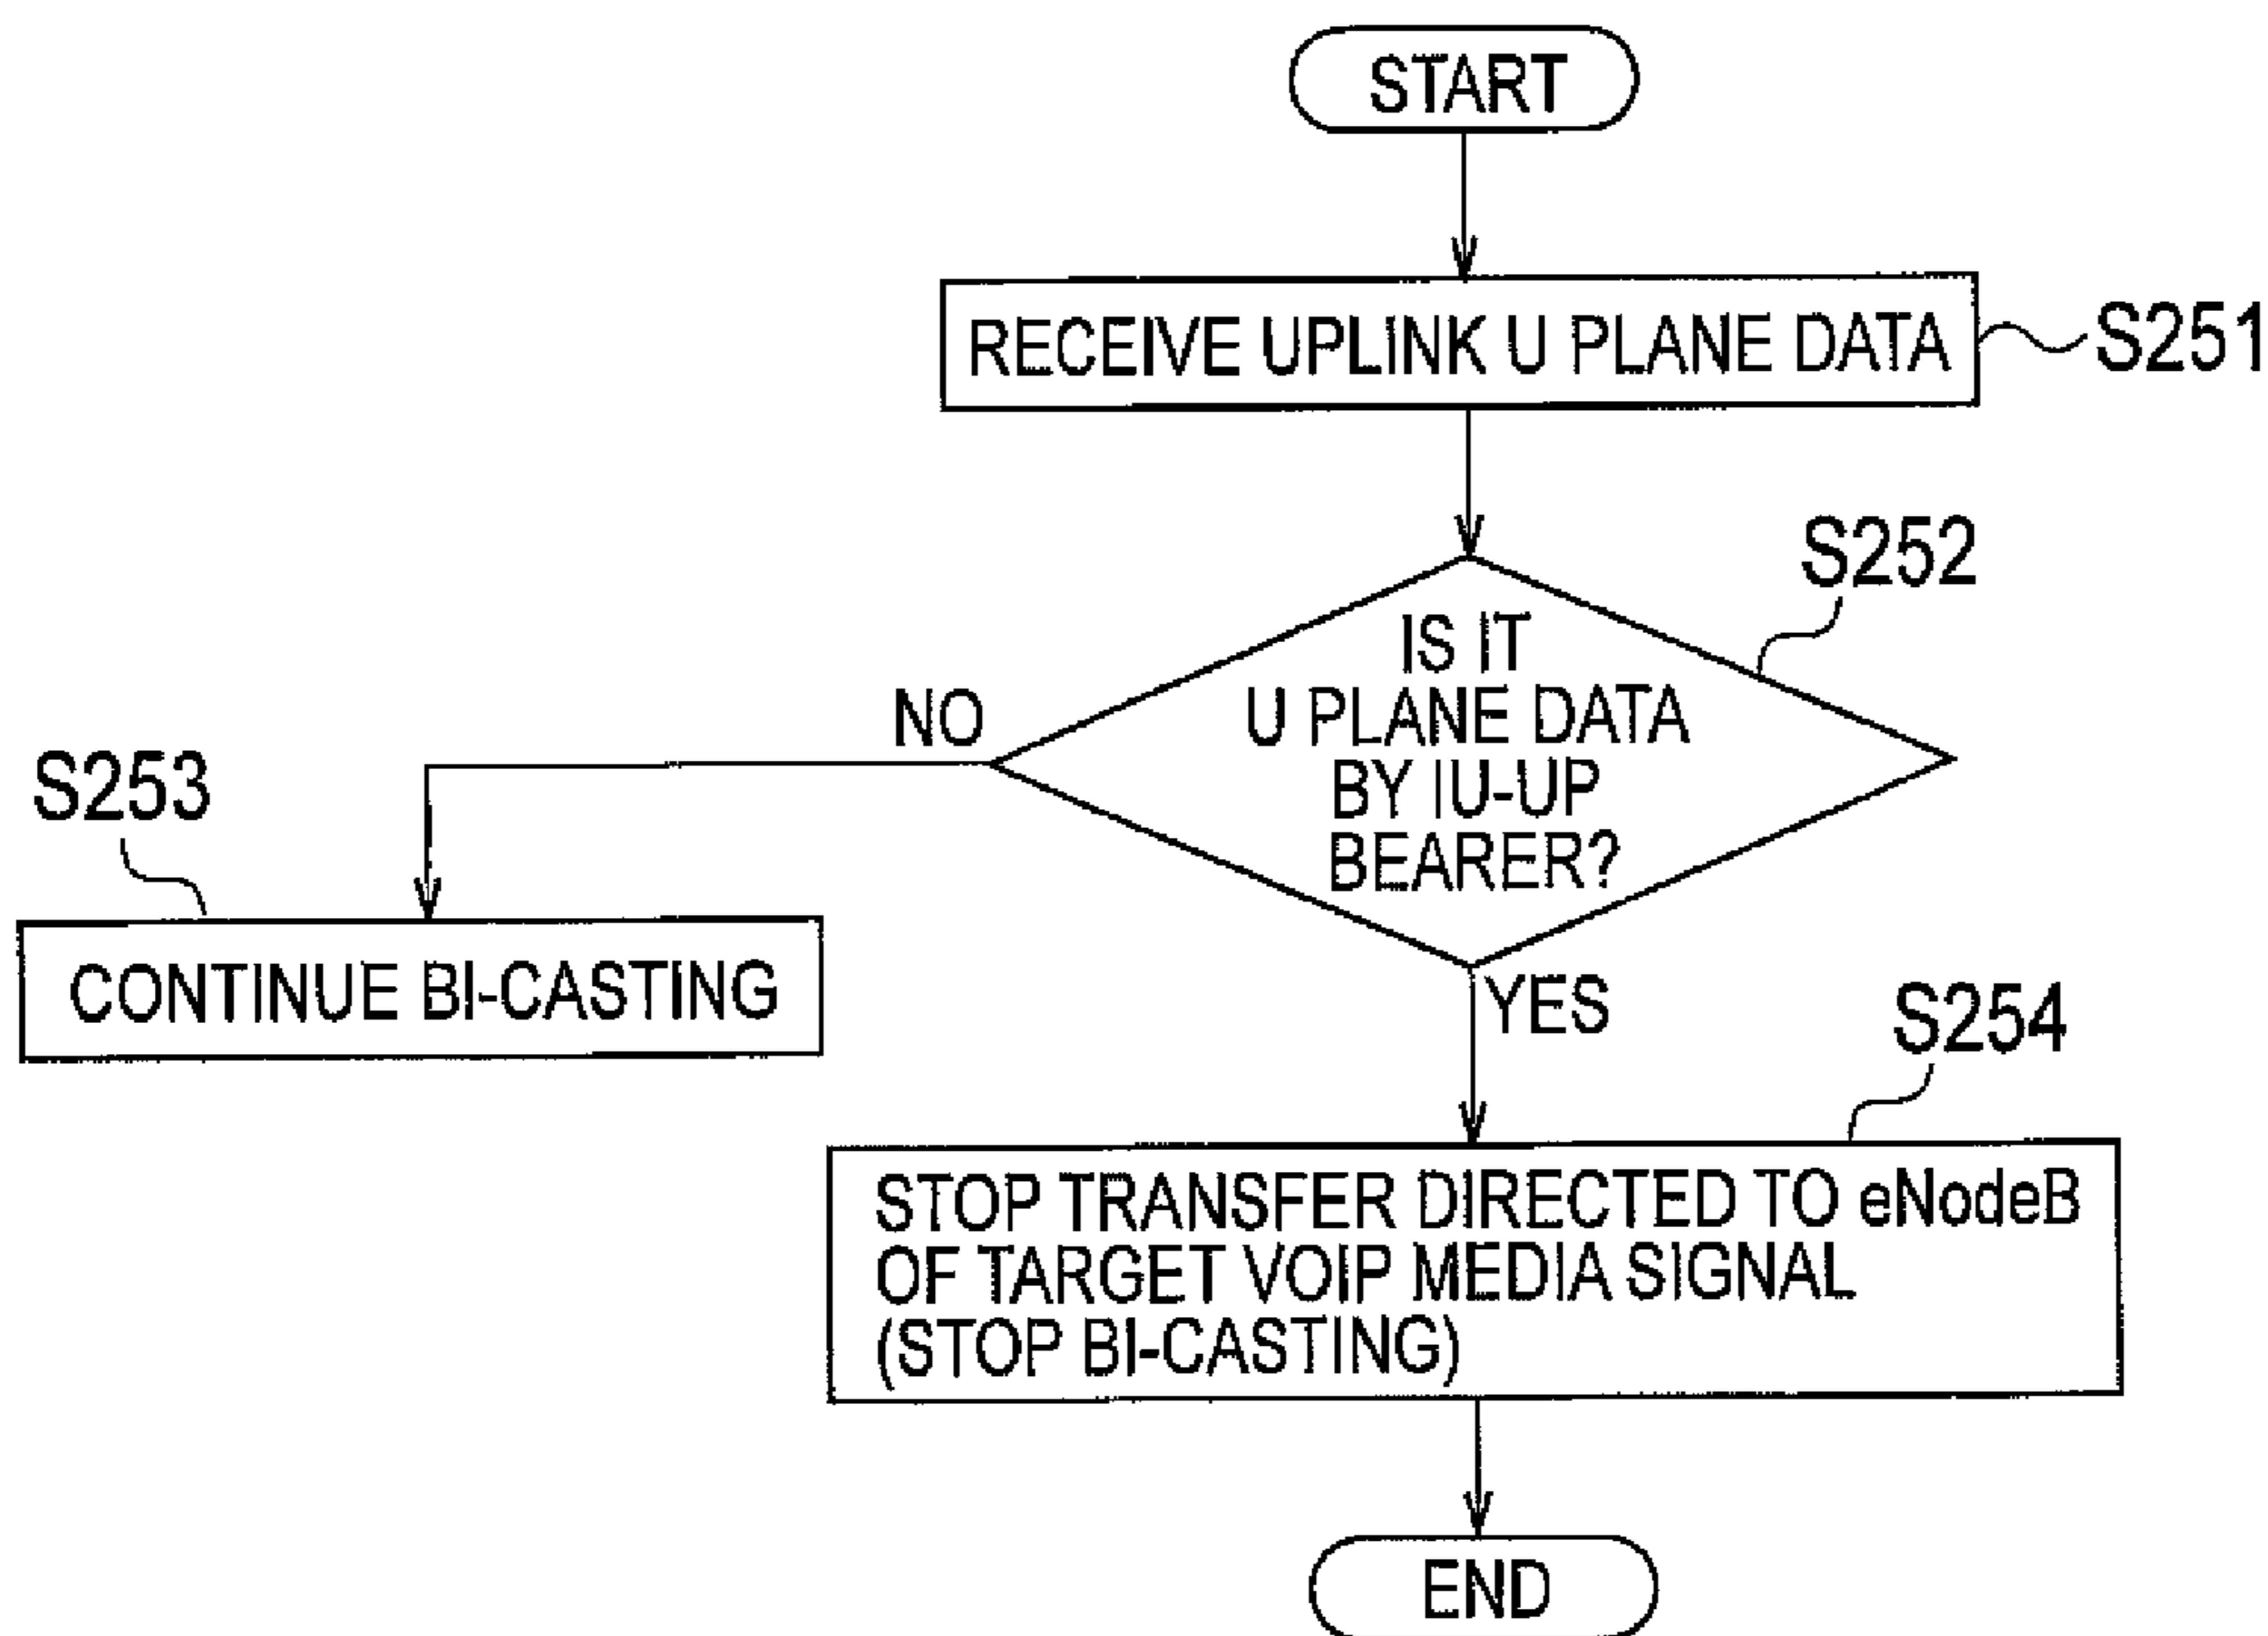 START
RECEIVE UPLINK U PLANE DATA
S251
S252
IS IT
U PLANE DATA
BY IU-UP
BEARER?
NO
S253
CONTINUE BI-CASTING
YES
S254
STOP TRANSFER DIRECTED TO eNodeB
OF TARGET VOIP MEDIA SIGNAL
(STOP BI-CASTING)
END